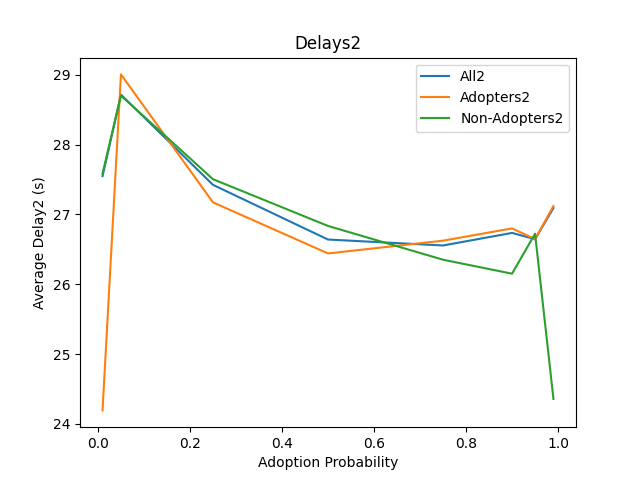 Delays2
All2
Adopters2
Non-Adopters2
29
28
27
26
25
24
Average Delay2 (s)
0.0 0.2 0.4 0.6 0.8 1.0
Adoption Probability